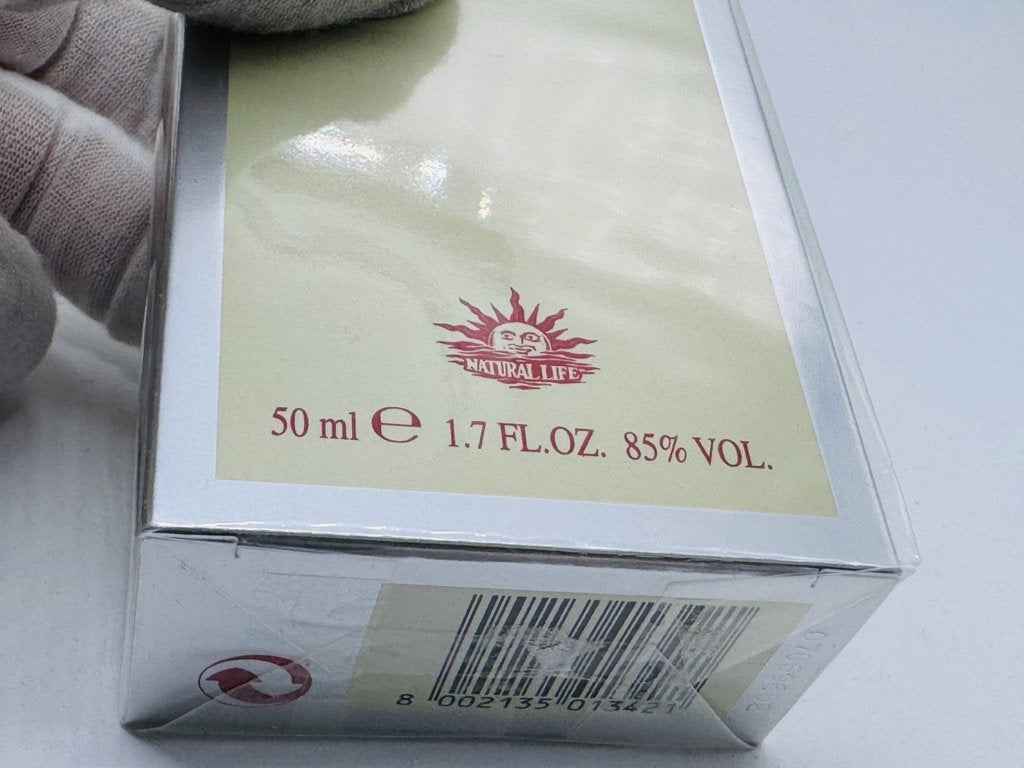 NATURAL LIFE
50 ml ℮ 1.7 FL.OZ. 85% VOL.
8 002135 013421